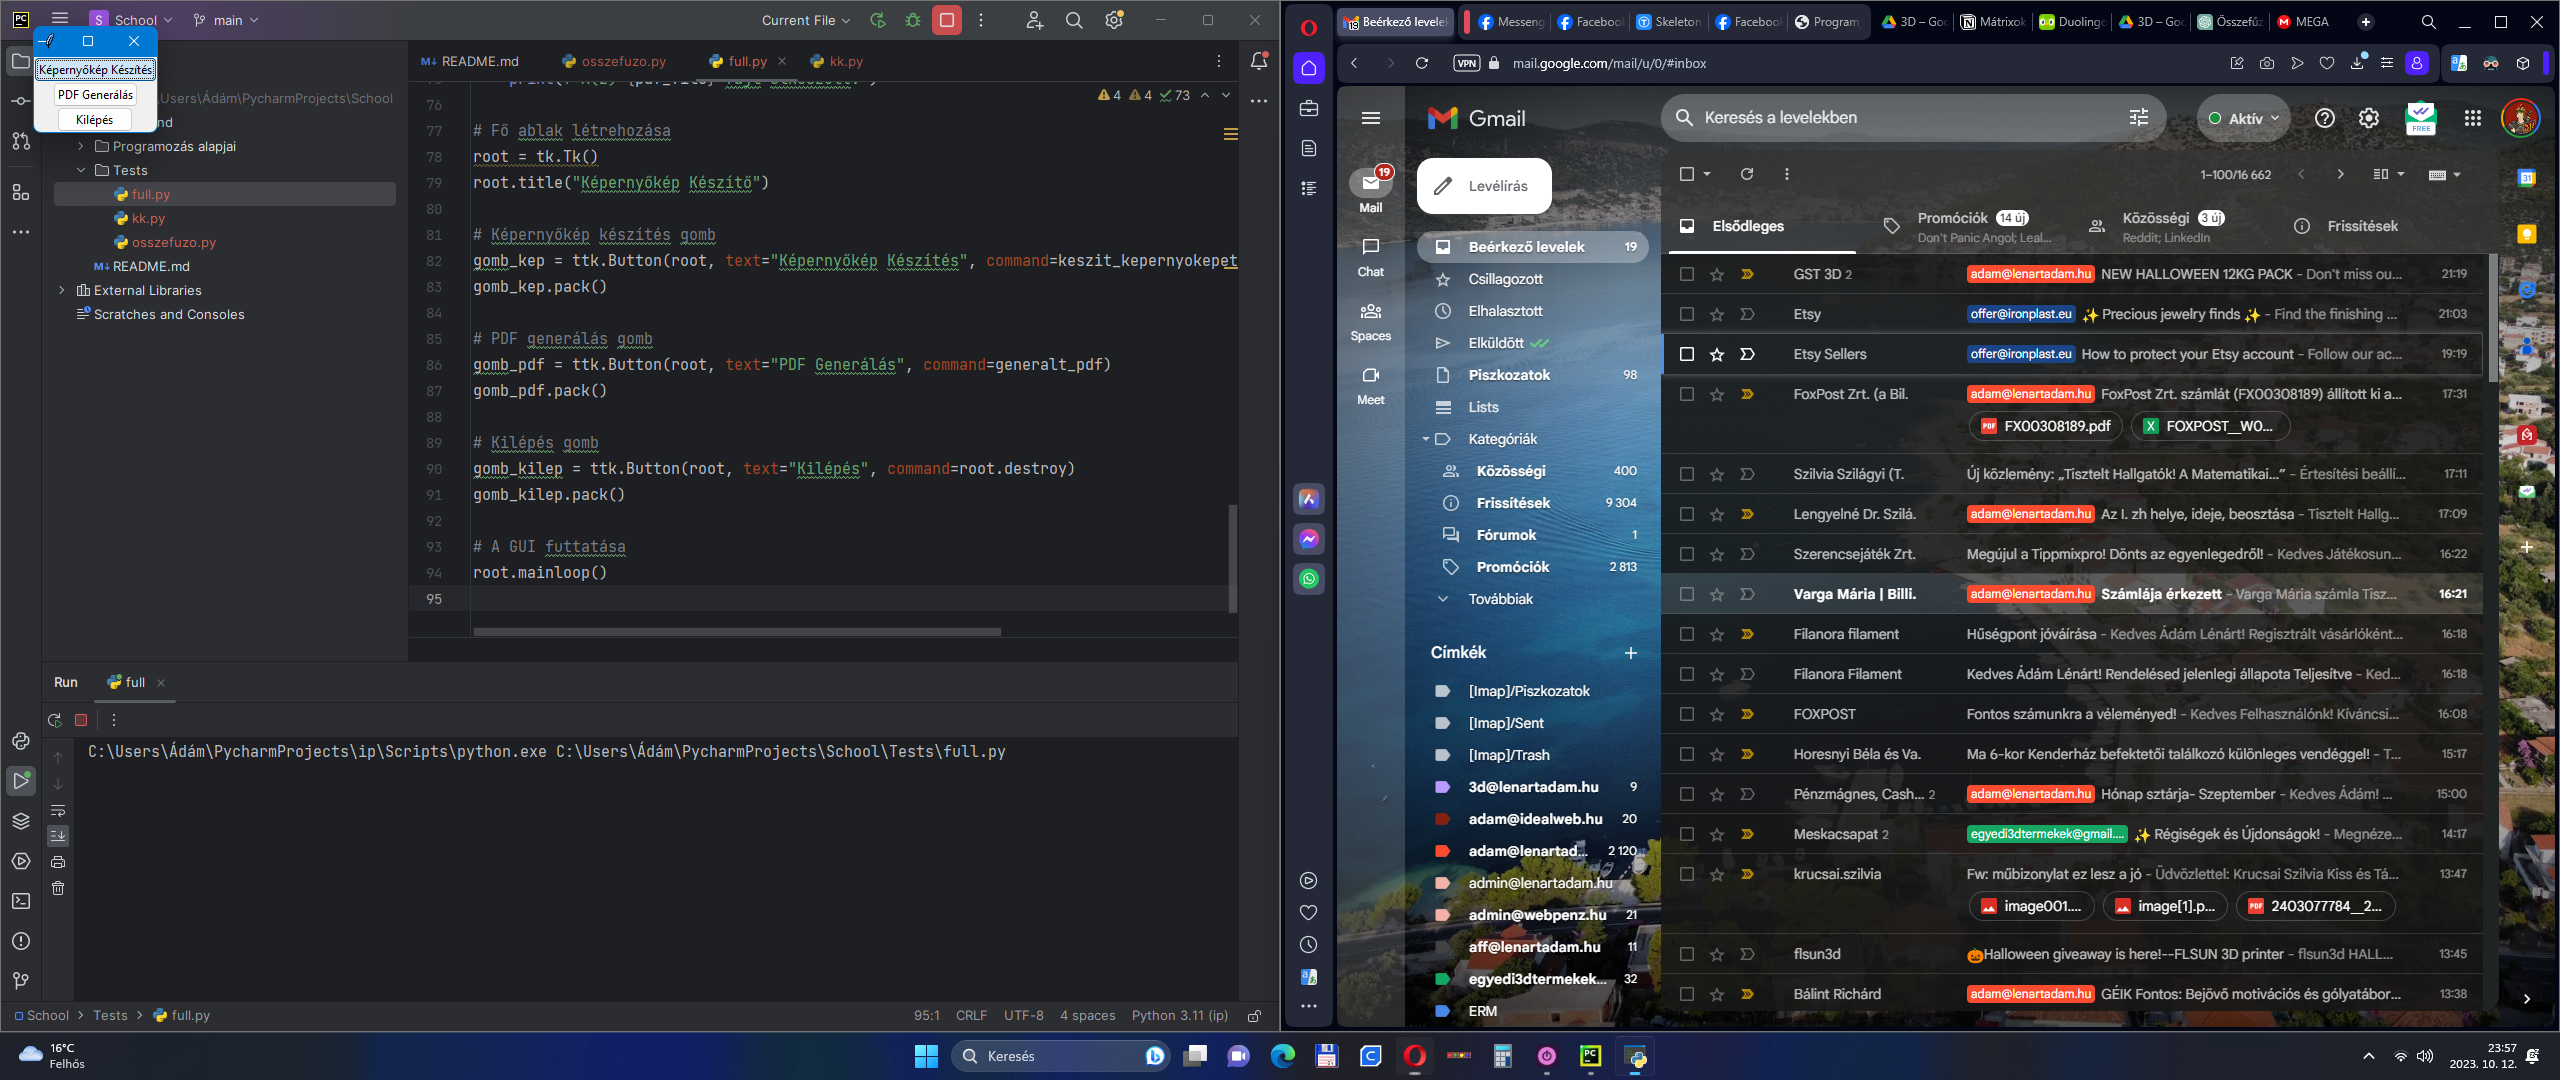 School
main
Current File
Képernyőkép Készítés
PDF Generálás
Kilépés
\Users\Ádám\PycharmProjects\School
Programozás alapjai
Tests
full.py
kk.py
osszefuzo.py
README.md
External Libraries
Scratches and Consoles
README.md
osszefuzo.py
full.py
kk.py
4 4 73
76
77 # Fő ablak létrehozása
78 root = tk.Tk()
79 root.title("Képernyőkép Készítő")
80
81 # Képernyőkép készítés gomb
82 gomb_kep = ttk.Button(root, text="Képernyőkép Készítés", command=keszit_kepernyokepet
83 gomb_kep.pack()
84
85 # PDF generálás gomb
86 gomb_pdf = ttk.Button(root, text="PDF Generálás", command=generalt_pdf)
87 gomb_pdf.pack()
88
89 # Kilépés gomb
90 gomb_kilep = ttk.Button(root, text="Kilépés", command=root.destroy)
91 gomb_kilep.pack()
92
93 # A GUI futtatása
94 root.mainloop()
95
Run full
C:\Users\Ádám\PycharmProjects\ip\Scripts\python.exe C:\Users\Ádám\PycharmProjects\School\Tests\full.py
School > Tests > full.py
95:1 CRLF UTF-8 4 spaces Python 3.11 (ip)
Beérkező levelek
Messeng
Facebook
Skeleton
Facebook
Program
3D – Goo
Mátrixok
Duolingo
3D – Goo
Összefűz
MEGA
VPN
mail.google.com/mail/u/0/#inbox
Gmail
Keresés a levelekben
Aktív
FREE
19
Mail
Chat
Spaces
Meet
Levélírás
Beérkező levelek 19
Csillagozott
Elhalasztott
Elküldött
Piszkozatok 98
Lists
Kategóriák
Közösségi 400
Frissítések 9 304
Fórumok 1
Promóciók 2 813
Továbbiak
Címkék
[Imap]/Piszkozatok
[Imap]/Sent
[Imap]/Trash
3d@lenartadam.hu 9
adam@idealweb.hu 20
adam@lenartad... 2 120
admin@lenartadam.hu
admin@webpenz.hu 21
aff@lenartadam.hu 11
egyedi3dtermekek... 32
ERM
1–100/16 662
Elsődleges
Promóciók 14 új
Don't Panic Angol; Leal...
Közösségi 3 új
Reddit; LinkedIn
Frissítések
GST 3D 2 adam@lenartadam.hu NEW HALLOWEEN 12KG PACK - Don't miss ou... 21:19
Etsy offer@ironplast.eu ✨ Precious jewelry finds ✨ - Find the finishing ... 21:03
Etsy Sellers offer@ironplast.eu How to protect your Etsy account - Follow our ac... 19:19
FoxPost Zrt. (a Bil. adam@lenartadam.hu FoxPost Zrt. számlát (FX00308189) állított ki a... 17:31
FX00308189.pdf FOXPOST__W0...
Szilvia Szilágyi (T. Új közlemény: „Tisztelt Hallgatók! A Matematikai...” - Értesítési beállí... 17:11
Lengyelné Dr. Szilá. adam@lenartadam.hu Az I. zh helye, ideje, beosztása - Tisztelt Hallg... 17:09
Szerencsejáték Zrt. Megújul a Tippmixpro! Dönts az egyenlegedről! - Kedves Játékosun... 16:22
Varga Mária | Billi. adam@lenartadam.hu Számlája érkezett - Varga Mária számla Tisz... 16:21
Filanora filament Hűségpont jóváírása - Kedves Ádám Lénárt! Regisztrált vásárlóként... 16:18
Filanora Filament Kedves Ádám Lénárt! Rendelésed jelenlegi állapota Teljesítve - Ked... 16:18
FOXPOST Fontos számunkra a véleményed! - Kedves Felhasználónk! Kíváncsi... 16:08
Horesnyi Béla és Va. Ma 6-kor Kenderház befektetői találkozó különleges vendéggel! - T... 15:17
Pénzmágnes, Cash... 2 adam@lenartadam.hu Hónap sztárja- Szeptember - Kedves Ádám! ... 15:00
Meskacsapat 2 egyedi3dtermekek@gmail.... ✨ Régiségek és Újdonságok! - Megnéze... 14:17
krucsai.szilvia Fw: műbizonylat ez lesz a jó - Üdvözlettel: Krucsai Szilvia Kiss és Tá... 13:47
image001.... image[1].p... 2403077784__2...
flsun3d 🎃Halloween giveaway is here!--FLSUN 3D printer - flsun3d HALL... 13:45
Bálint Richárd adam@lenartadam.hu GÉIK Fontos: Bejövő motivációs és gólyatábor... 13:38
16°C
Felhős
Keresés
23:57
2023. 10. 12.